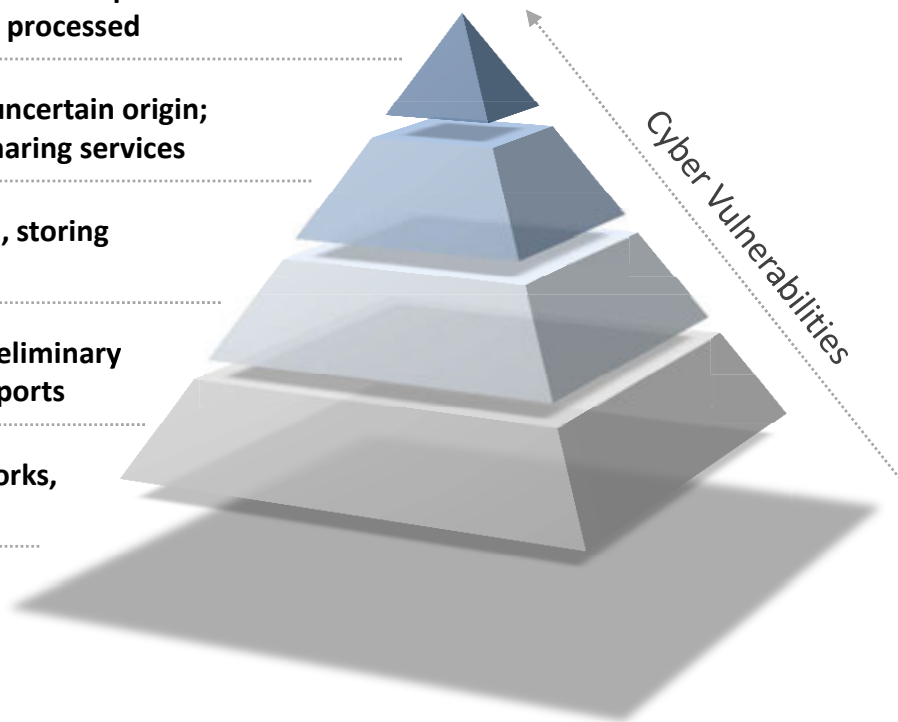 processed
uncertain origin;
haring services
, storing
eliminary
ports
orks,
Cyber Vulnerabilities